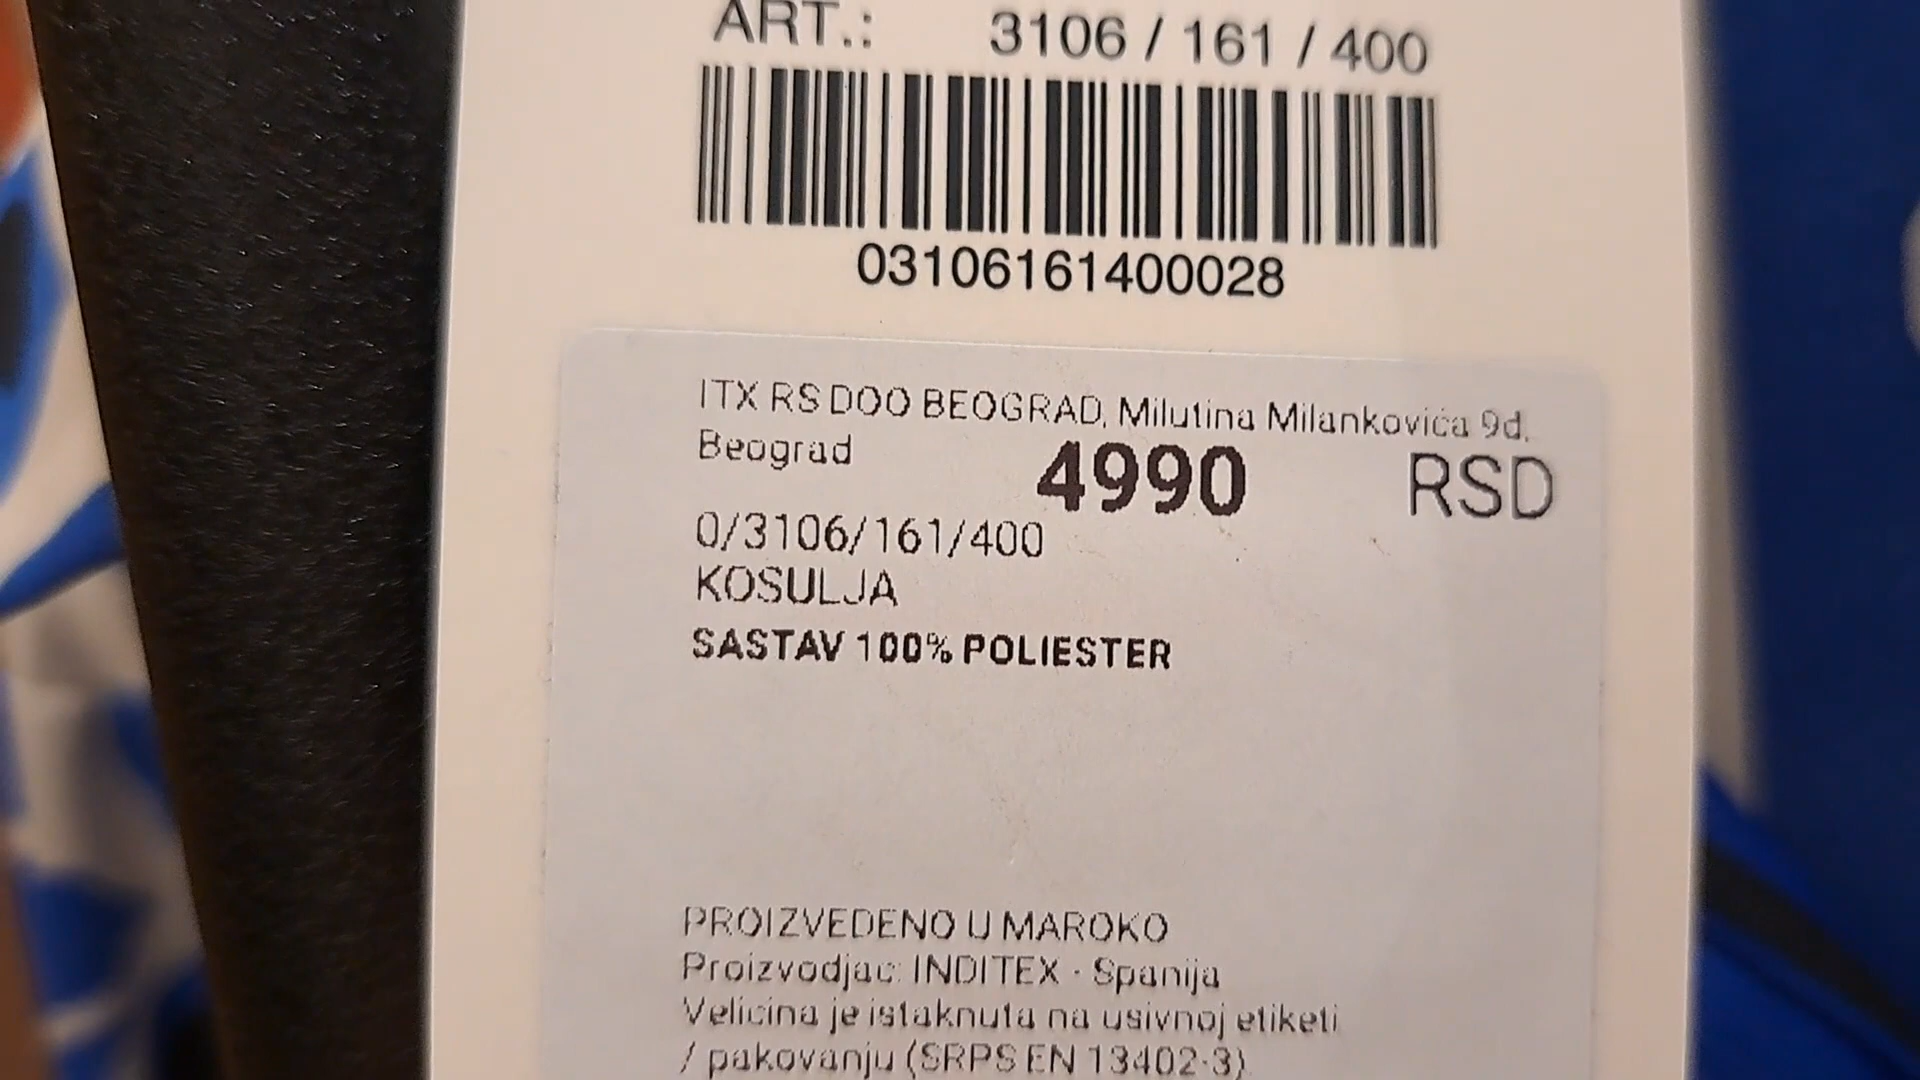 ART.: 3106 / 161 / 400
03106161400028
ITX RS DOO BEOGRAD, Milutina Milankovića 9d,
Beograd
4990 RSD
0/3106/161/400
KOSULJA
SASTAV 100% POLIESTER
PROIZVEDENO U MAROKO
Proizvodjac: INDITEX - Spanija
Velicina je istaknuta na usivnoj etiketi
/ pakovanju (SRPS EN 13402-3)